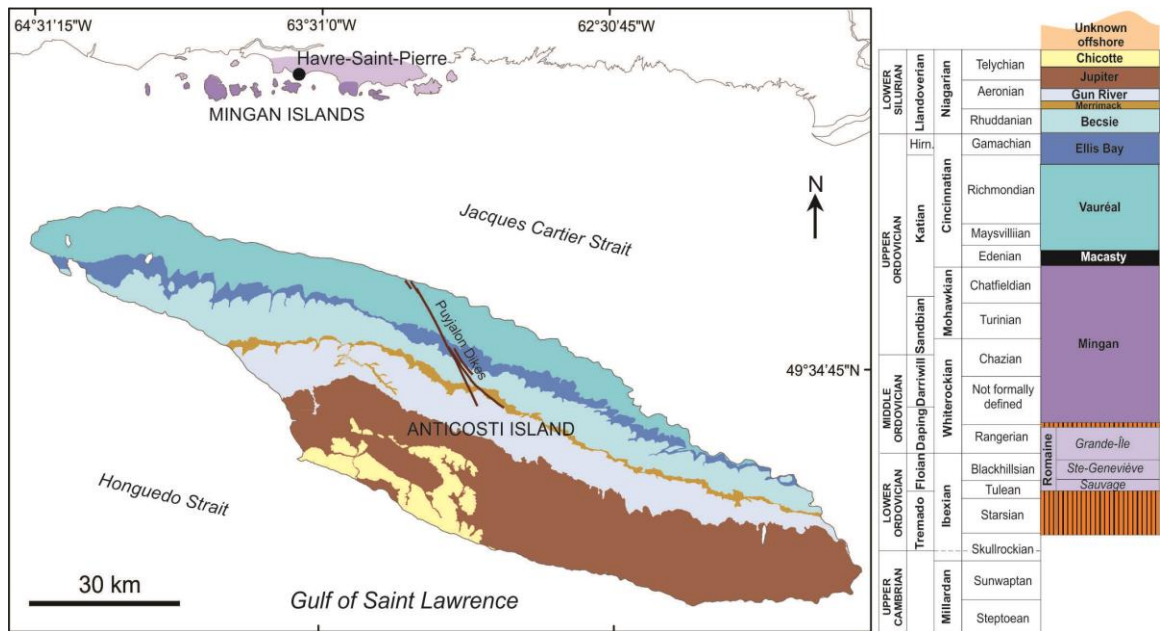 64°31'15"W
63°31'0"W
62°30'45"W
Havre-Saint-Pierre
MINGAN ISLANDS
N
Jacques Cartier Strait
Puyjalon Dikes
49°34'45"N
ANTICOSTI ISLAND
Honguedo Strait
30 km
Gulf of Saint Lawrence
LOWER
SILURIAN
UPPER
ORDOVICIAN
MIDDLE
ORDOVICIAN
LOWER
ORDOVICIAN
UPPER
CAMBRIAN
Llandoverian
Hirn.
Katian
Sandbian
Darriwill
Daping
Floian
Tremado
Niagarian
Cincinnatian
Mohawkian
Whiterockian
Ibexian
Millardan
Telychian
Aeronian
Rhuddanian
Gamachian
Richmondian
Maysvilliian
Edenian
Chatfieldian
Turinian
Chazian
Not formally
defined
Rangerian
Blackhillsian
Tulean
Starsian
Skullrockian
Sunwaptan
Steptoean
Unknown
offshore
Chicotte
Jupiter
Gun River
Merrimack
Becsie
Ellis Bay
Vauréal
Macasty
Mingan
Romaine
Grande-Île
Ste-Geneviéve
Sauvage